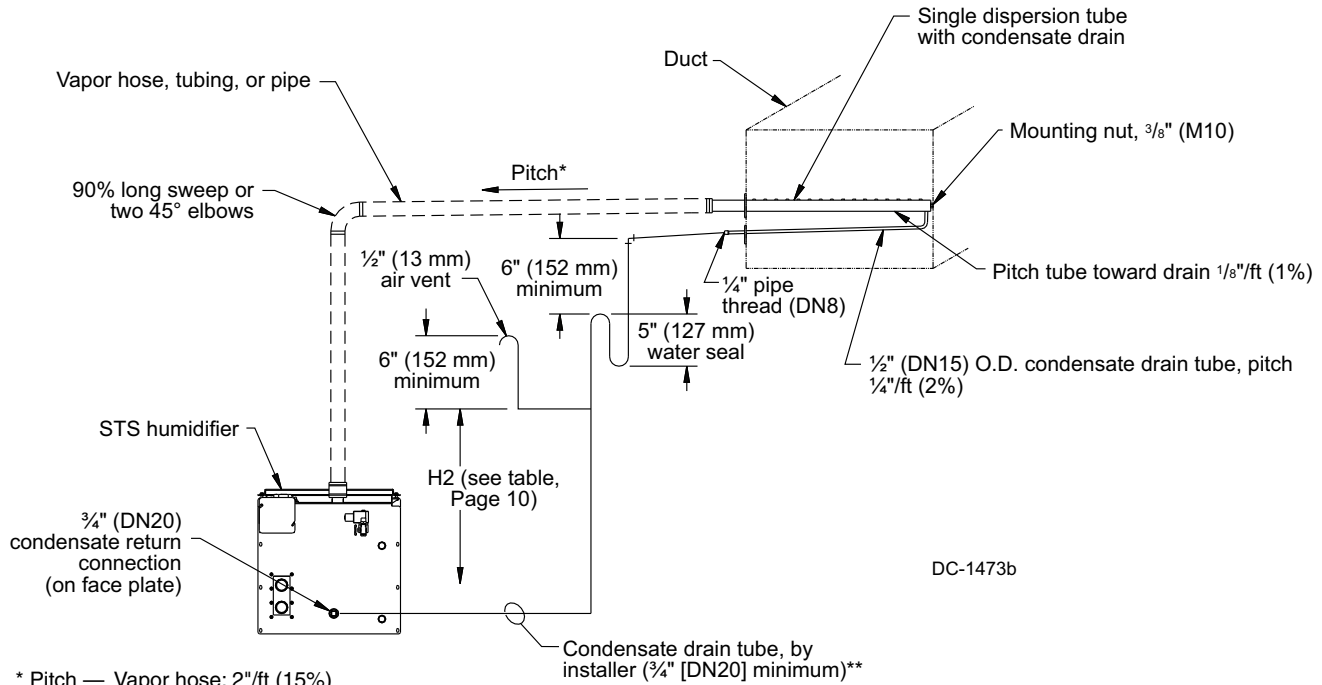 Single dispersion tube
with condensate drain
Duct
Vapor hose, tubing, or pipe
Mounting nut, 3/8" (M10)
Pitch*
90% long sweep or
two 45° elbows
½" (13 mm)
air vent
6" (152 mm)
minimum
¼" pipe
thread (DN8)
Pitch tube toward drain 1/8"/ft (1%)
5" (127 mm)
water seal
6" (152 mm)
minimum
½" (DN15) O.D. condensate drain tube, pitch
¼"/ft (2%)
STS humidifier
H2 (see table,
Page 10)
¾" (DN20)
condensate return
connection
(on face plate)
DC-1473b
Condensate drain tube, by
installer (¾" [DN20] minimum)**
* Pitch — Vapor hose: 2"/ft (15%)